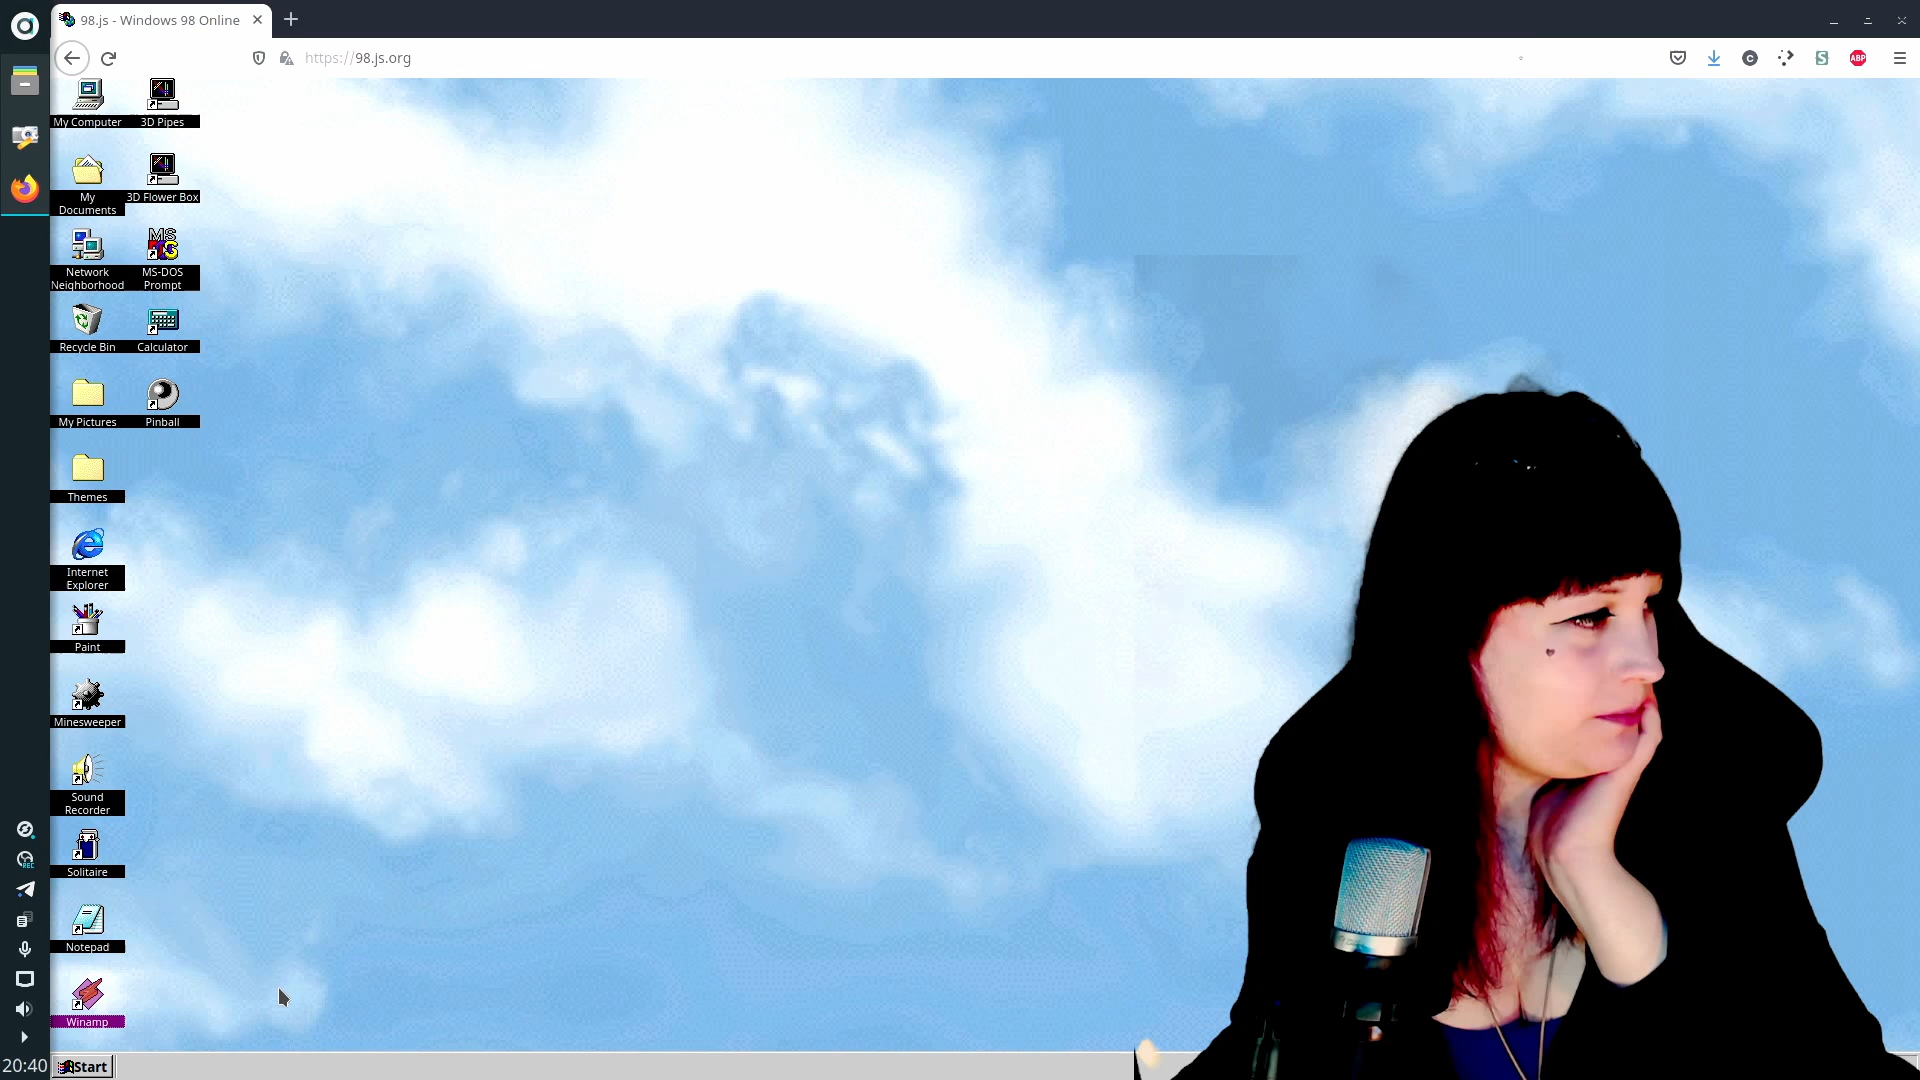 98.js - Windows 98 Online
https://98.js.org
ABP
My Computer
3D Pipes
My
Documents
3D Flower Box
Network
Neighborhood
MS-DOS
Prompt
Recycle Bin
Calculator
My Pictures
Pinball
Themes
Internet
Explorer
Paint
Minesweeper
Sound
Recorder
Solitaire
Notepad
Winamp
REC
20:40
Start